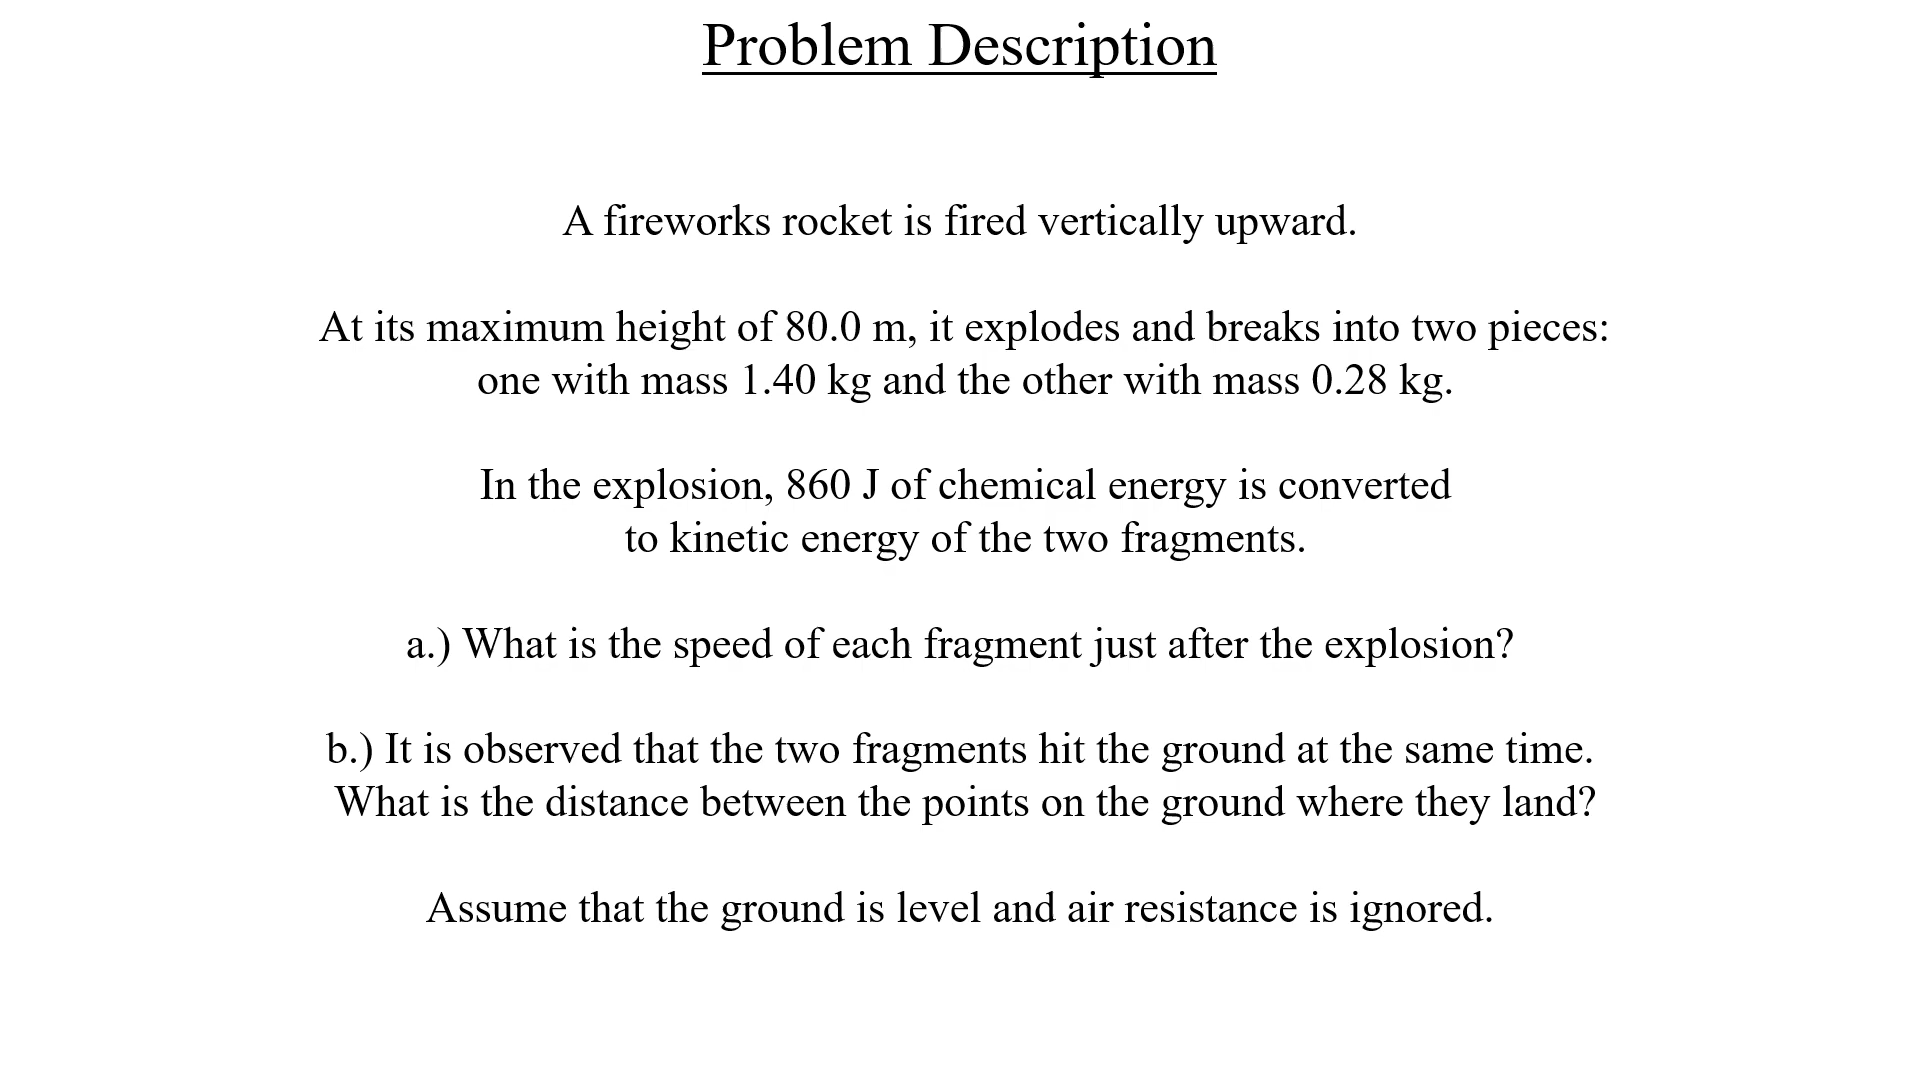 Problem Description
A fireworks rocket is fired vertically upward.
At its maximum height of 80.0 m, it explodes and breaks into two pieces:
one with mass 1.40 kg and the other with mass 0.28 kg.
In the explosion, 860 J of chemical energy is converted
to kinetic energy of the two fragments.
a.) What is the speed of each fragment just after the explosion?
b.) It is observed that the two fragments hit the ground at the same time.
What is the distance between the points on the ground where they land?
Assume that the ground is level and air resistance is ignored.